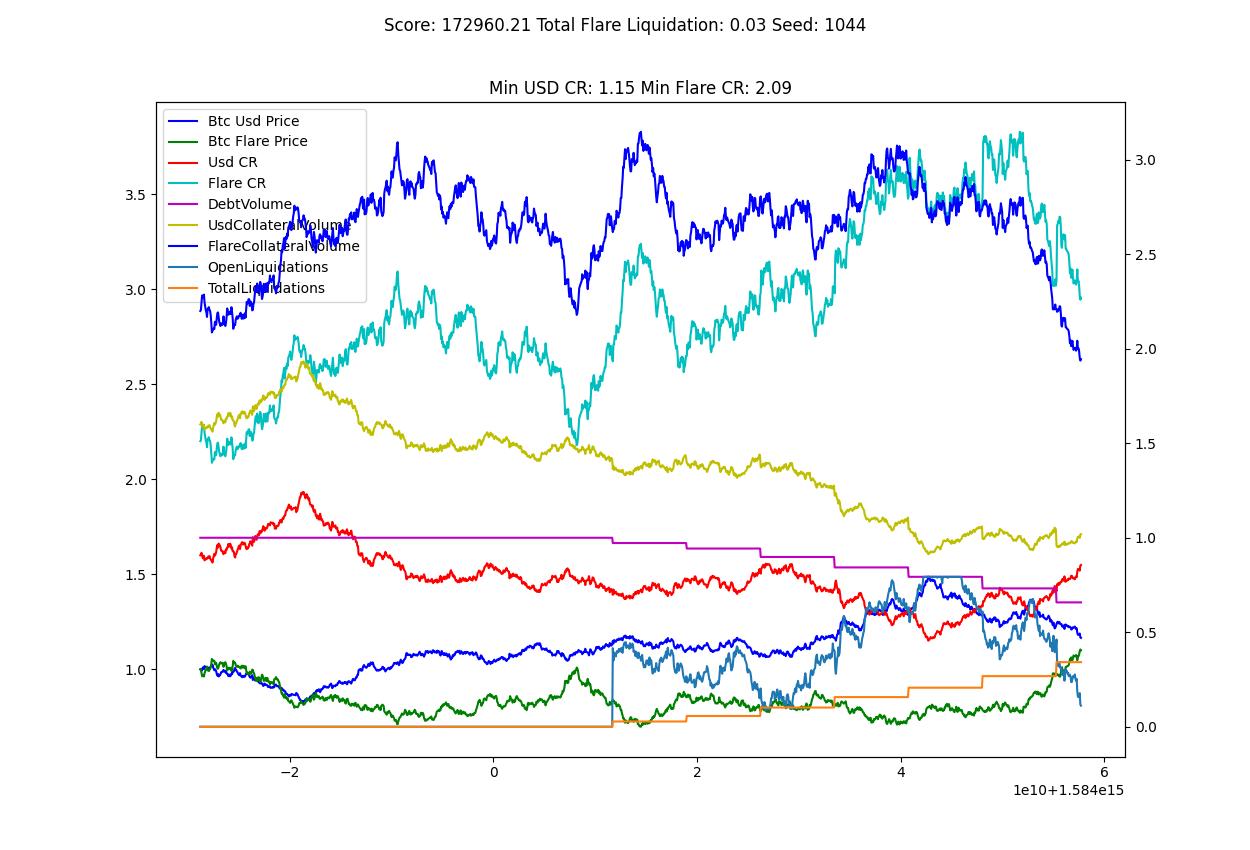 Score: 172960.21 Total Flare Liquidation: 0.03 Seed: 1044
Min USD CR: 1.15 Min Flare CR: 2.09
Btc Usd Price
Btc Flare Price
Usd CR
Flare CR
DebtVolume
UsdCollateralVolume
FlareCollateralVolume
OpenLiquidations
TotalLiquidations
3.5
3.0
2.5
2.0
1.5
1.0
3.0
2.5
2.0
1.5
1.0
0.5
0.0
−2
0
2
4
6
1e10+1.584e15